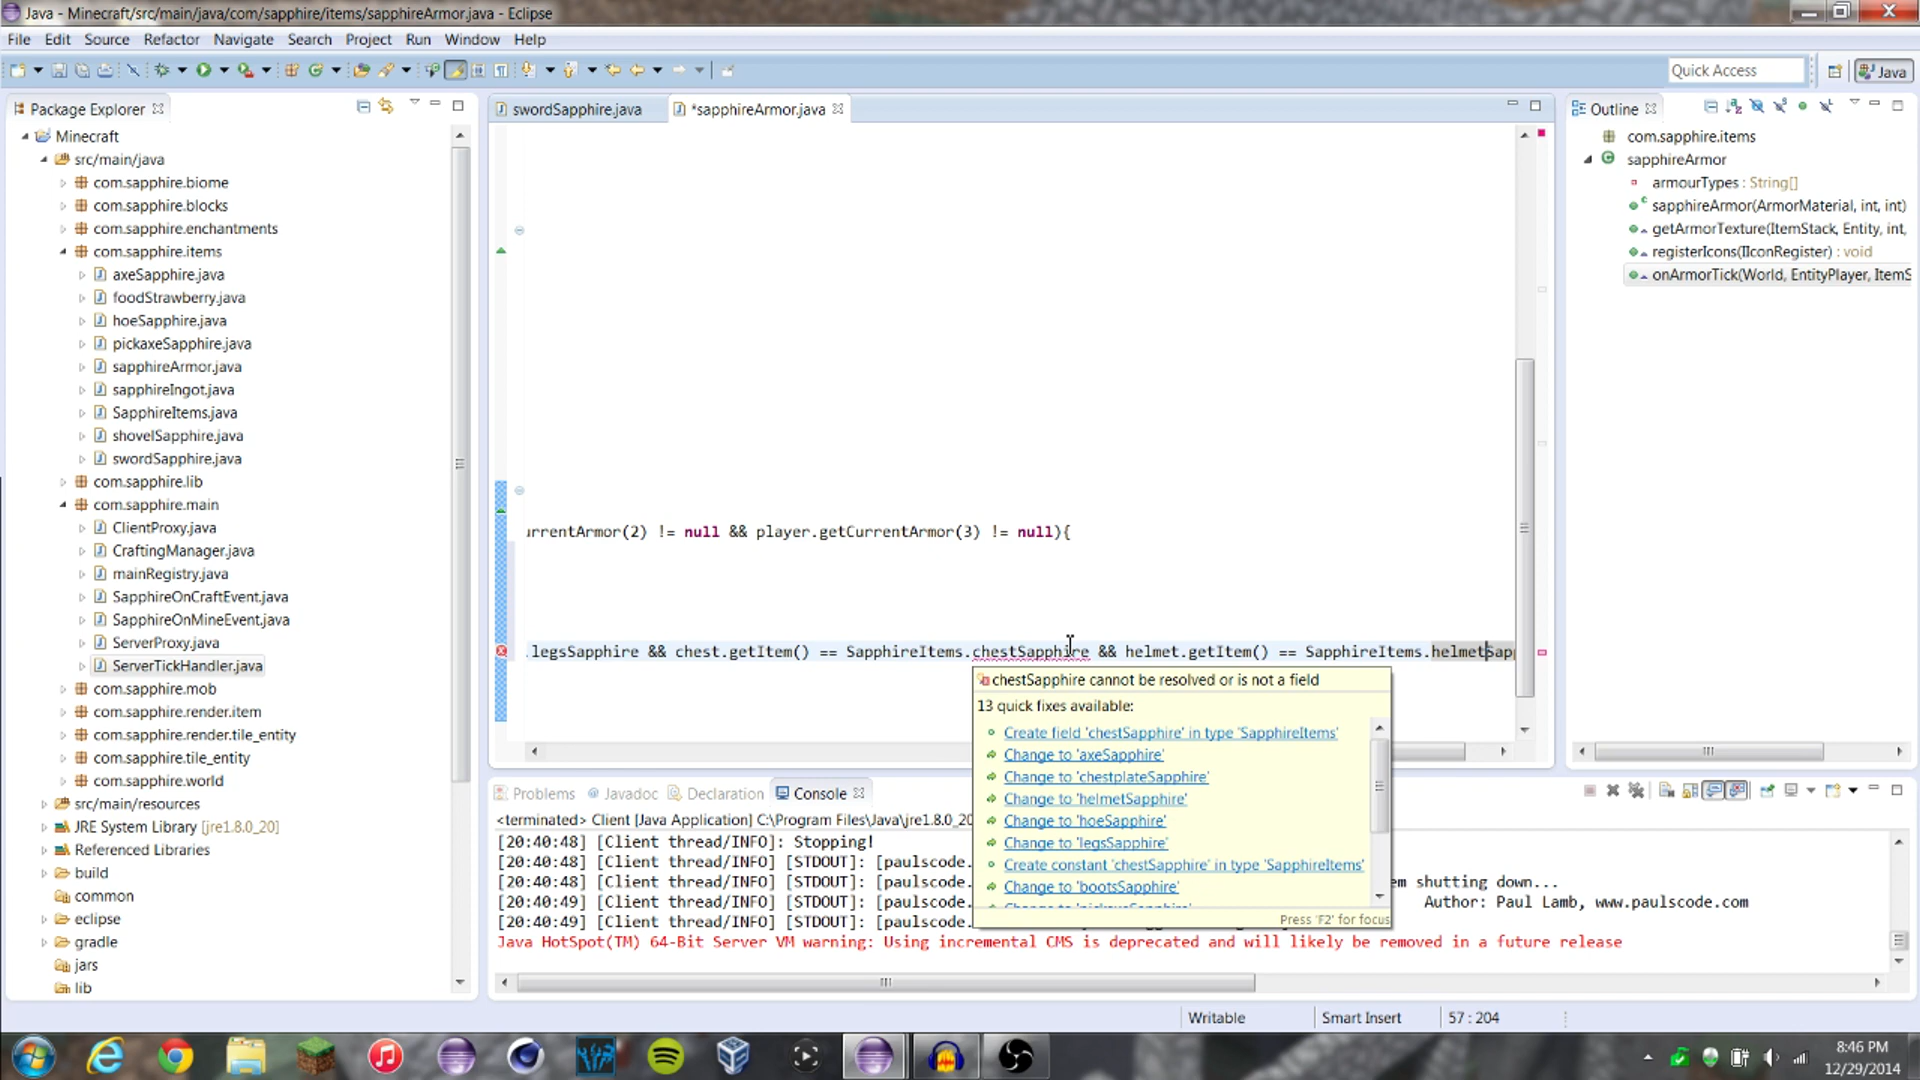 Java - Minecraft/src/main/java/com/sapphire/items/sapphireArmor.java - Eclipse
File Edit Source Refactor Navigate Search Project Run Window Help
Quick Access
Java
Package Explorer
Minecraft
src/main/java
com.sapphire.biome
com.sapphire.blocks
com.sapphire.enchantments
com.sapphire.items
axeSapphire.java
foodStrawberry.java
hoeSapphire.java
pickaxeSapphire.java
sapphireArmor.java
sapphireIngot.java
SapphireItems.java
shovelSapphire.java
swordSapphire.java
com.sapphire.lib
com.sapphire.main
ClientProxy.java
CraftingManager.java
mainRegistry.java
SapphireOnCraftEvent.java
SapphireOnMineEvent.java
ServerProxy.java
ServerTickHandler.java
com.sapphire.mob
com.sapphire.render.item
com.sapphire.render.tile_entity
com.sapphire.tile_entity
com.sapphire.world
src/main/resources
JRE System Library [jre1.8.0_20]
Referenced Libraries
build
common
eclipse
gradle
jars
lib
swordSapphire.java
*sapphireArmor.java
urrentArmor(2) != null && player.getCurrentArmor(3) != null){
.legsSapphire && chest.getItem() == SapphireItems.chestSapphire && helmet.getItem() == SapphireItems.helmetSapp
chestSapphire cannot be resolved or is not a field
13 quick fixes available:
Create field 'chestSapphire' in type 'SapphireItems'
Change to 'axeSapphire'
Change to 'chestplateSapphire'
Change to 'helmetSapphire'
Change to 'hoeSapphire'
Change to 'legsSapphire'
Create constant 'chestSapphire' in type 'SapphireItems'
Change to 'bootsSapphire'
Press 'F2' for focus
Outline
com.sapphire.items
sapphireArmor
armourTypes : String[]
sapphireArmor(ArmorMaterial, int, int)
getArmorTexture(ItemStack, Entity, int,
registerIcons(IIconRegister) : void
onArmorTick(World, EntityPlayer, ItemS
Problems Javadoc Declaration Console
<terminated> Client [Java Application] C:\Program Files\Java\jre1.8.0_20
[20:40:48] [Client thread/INFO]: Stopping!
[20:40:48] [Client thread/INFO] [STDOUT]: [paulscode.
[20:40:48] [Client thread/INFO] [STDOUT]: [paulscode. em shutting down...
[20:40:49] [Client thread/INFO] [STDOUT]: [paulscode. Author: Paul Lamb, www.paulscode.com
[20:40:49] [Client thread/INFO] [STDOUT]: [paulscode.
Java HotSpot(TM) 64-Bit Server VM warning: Using incremental CMS is deprecated and will likely be removed in a future release
Writable Smart Insert 57 : 204
8:46 PM
12/29/2014